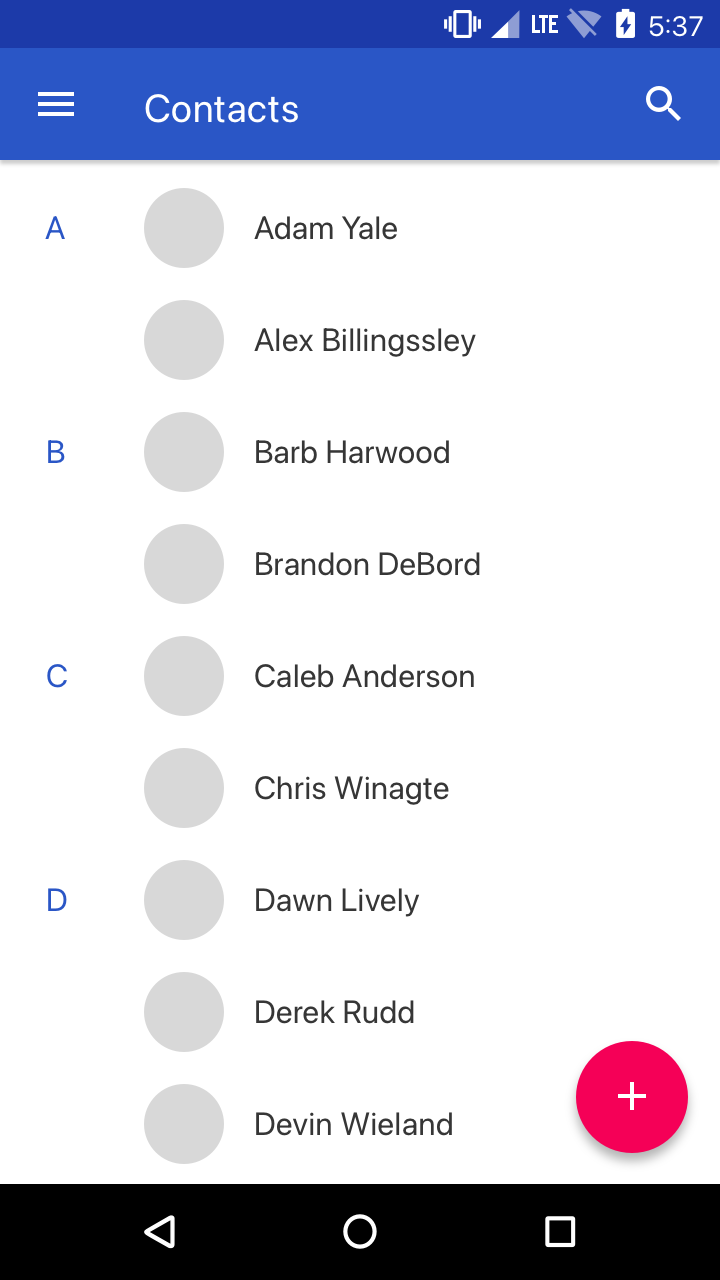 LTE 5:37
Contacts
A Adam Yale
Alex Billingssley
B Barb Harwood
Brandon DeBord
C Caleb Anderson
Chris Winagte
D Dawn Lively
Derek Rudd
Devin Wieland